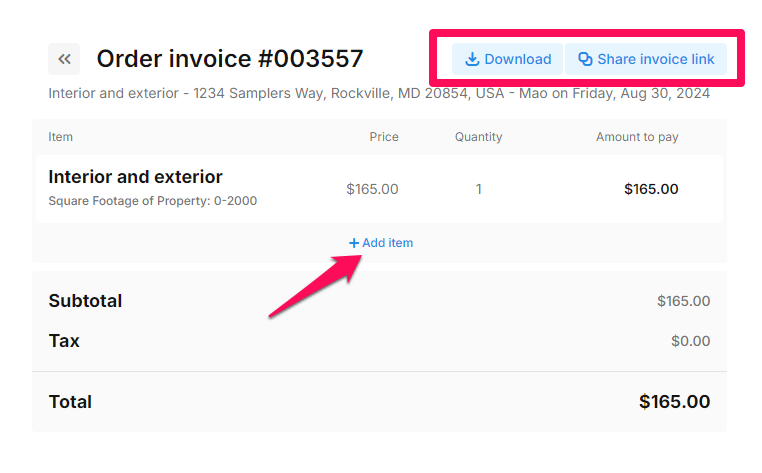 Order invoice #003557
Download
Share invoice link
Interior and exterior - 1234 Samplers Way, Rockville, MD 20854, USA - Mao on Friday, Aug 30, 2024
Item Price Quantity Amount to pay
Interior and exterior
Square Footage of Property: 0-2000
$165.00 1 $165.00
+ Add item
Subtotal $165.00
Tax $0.00
Total $165.00